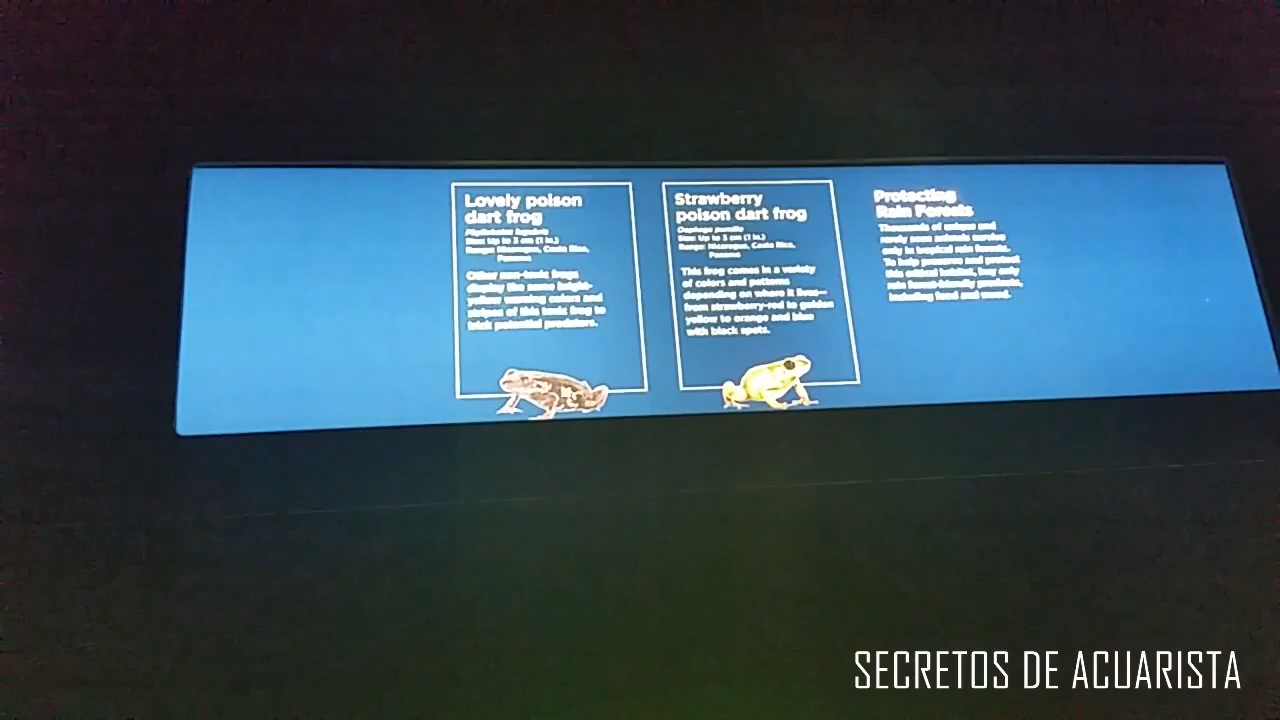 Lovely poison
dart frog
Phyllobates lugubris
Size: Up to 3 cm (1 in.)
Range: Nicaragua, Costa Rica,
Panama
Other non-toxic frogs
display the same bright-
yellow warning colors and
stripes of this toxic frog to
trick potential predators.
Strawberry
poison dart frog
Oophaga pumilio
Size: Up to 3 cm (1 in.)
Range: Nicaragua, Costa Rica,
Panama
This frog comes in a variety
of colors and patterns
depending on where it lives—
from strawberry-red to golden
yellow to orange and blue
with black spots.
Protecting
Rain Forests
Thousands of unique and
rarely seen animals survive
only in tropical rain forests.
To help preserve and protect
this critical habitat, buy only
rain forest-friendly products,
including food and wood.
SECRETOS DE ACUARISTA